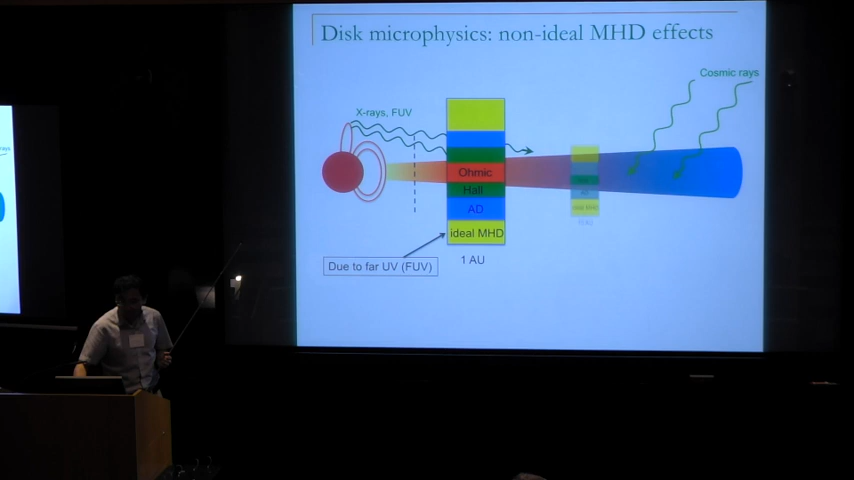 Disk microphysics: non-ideal MHD effects
Cosmic rays
X-rays, FUV
Ohmic
Hall
AD
ideal MHD
Due to far UV (FUV)
1 AU
rays